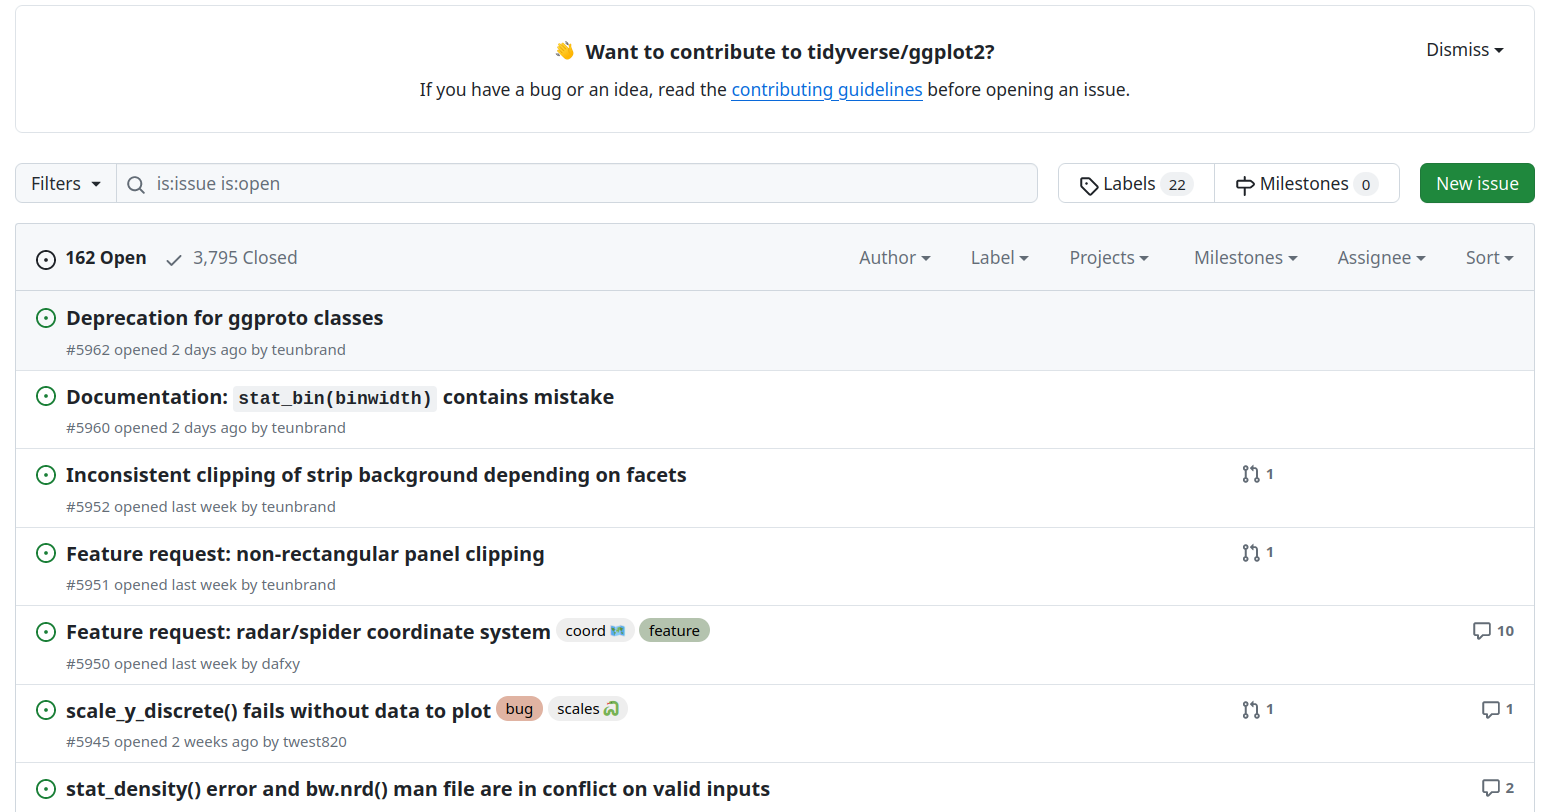 👋 Want to contribute to tidyverse/ggplot2?
Dismiss
If you have a bug or an idea, read the contributing guidelines before opening an issue.
Filters
is:issue is:open
Labels 22
Milestones 0
New issue
162 Open
3,795 Closed
Author
Label
Projects
Milestones
Assignee
Sort
Deprecation for ggproto classes
#5962 opened 2 days ago by teunbrand
Documentation: stat_bin(binwidth) contains mistake
#5960 opened 2 days ago by teunbrand
Inconsistent clipping of strip background depending on facets
1
#5952 opened last week by teunbrand
Feature request: non-rectangular panel clipping
1
#5951 opened last week by teunbrand
Feature request: radar/spider coordinate system coord 🗺️ feature
10
#5950 opened last week by dafxy
scale_y_discrete() fails without data to plot bug scales 🐍
1
1
#5945 opened 2 weeks ago by twest820
stat_density() error and bw.nrd() man file are in conflict on valid inputs
2